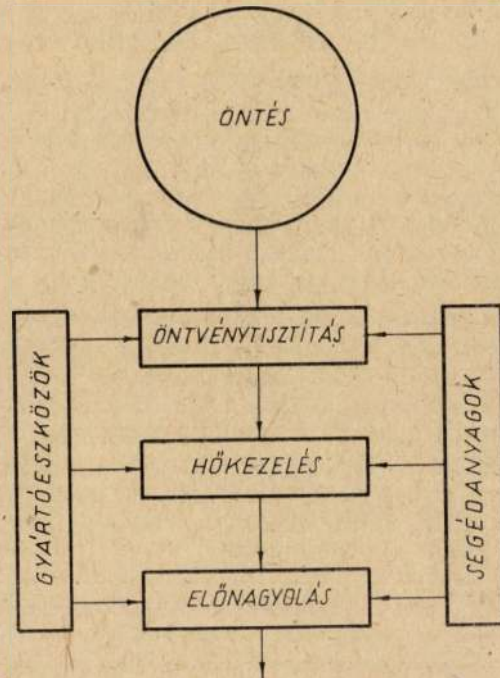 ÖNTÉS
ÖNTVÉNYTISZTÍTÁS
GYÁRTÓESZKÖZÖK
HŐKEZELÉS
SEGÉDANYAGOK
ELŐNAGYOLÁS